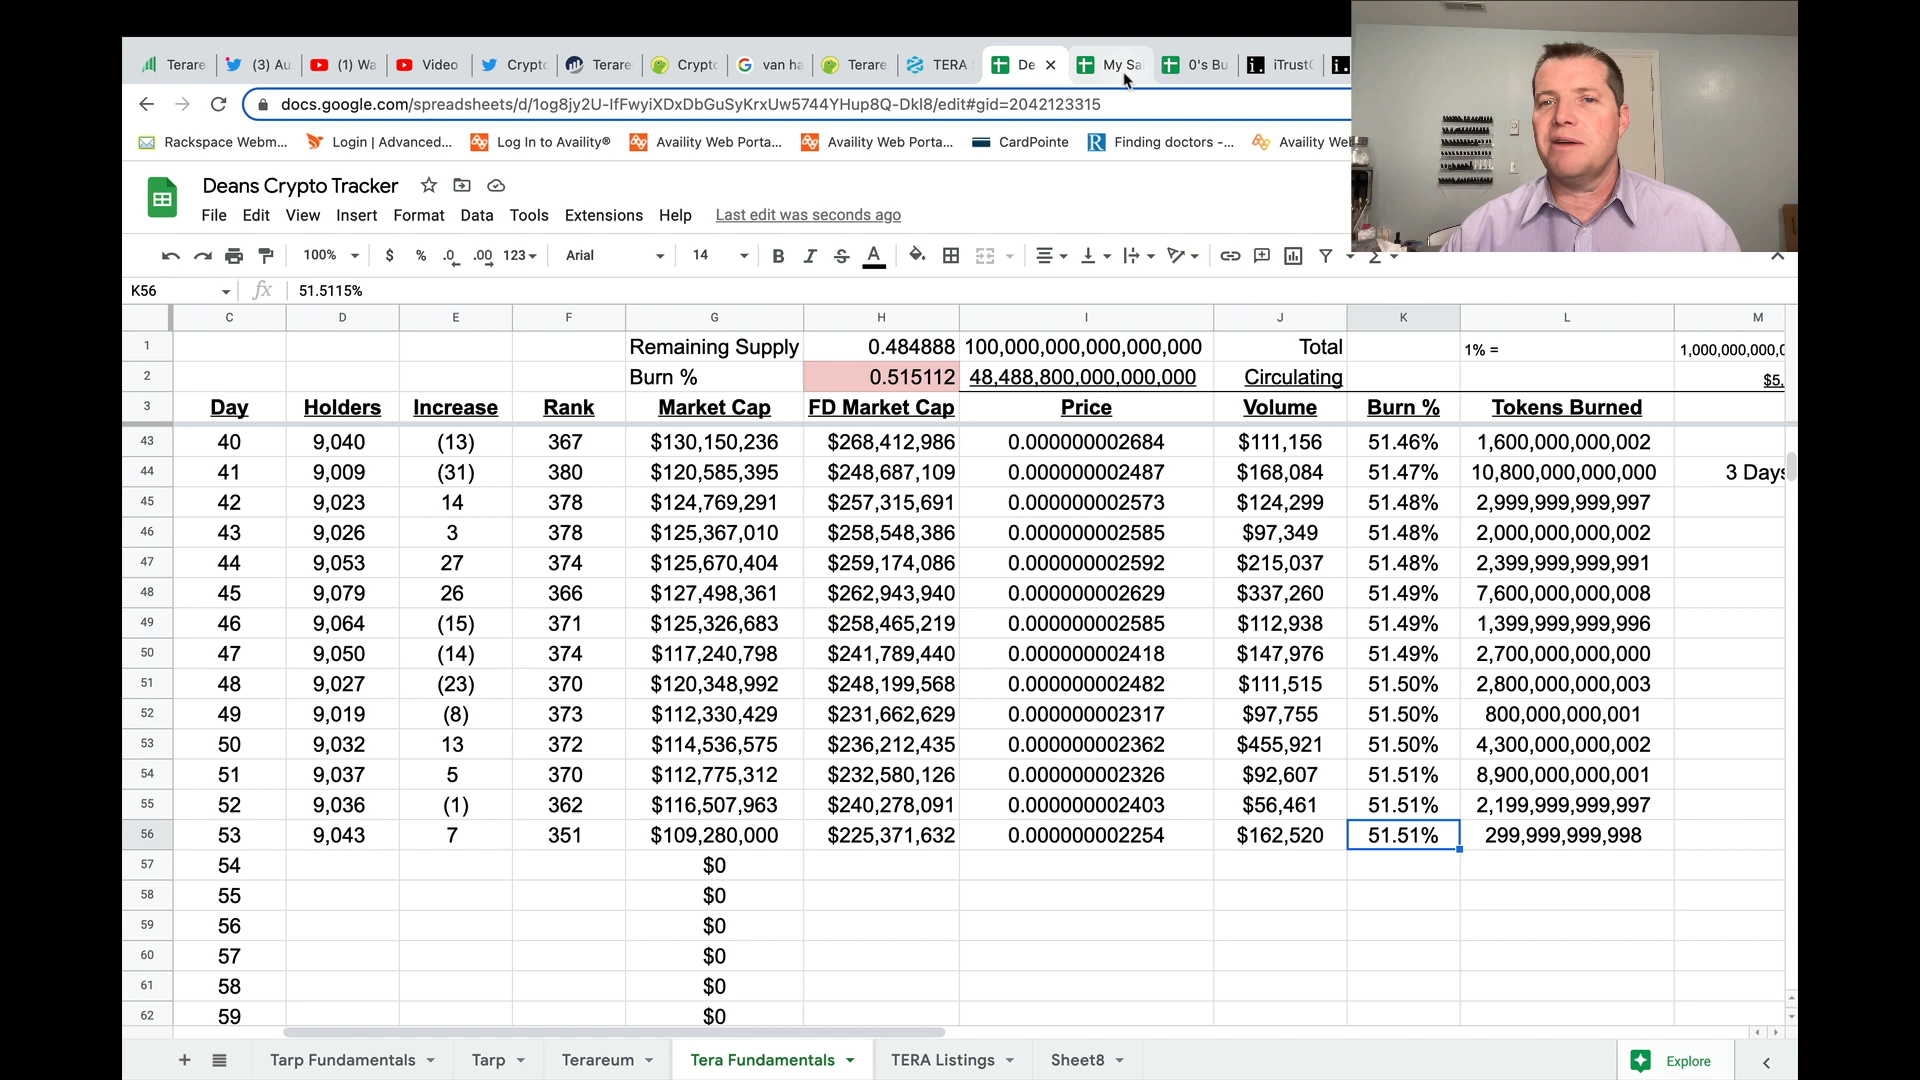 Terare (3) Au (1) Wa Video Crypto Terare Crypto van ha Terare TERA De My Sa 0's Bu iTrust
docs.google.com/spreadsheets/d/1og8jy2U-IfFwyiXDxDbGuSyKrxUw5744YHup8Q-Dkl8/edit#gid=2042123315
Rackspace Webm... Login | Advanced... Log In to Availity® Availity Web Porta... Availity Web Porta... CardPointe Finding doctors -... Availity Web
Deans Crypto Tracker
File Edit View Insert Format Data Tools Extensions Help Last edit was seconds ago
100% $ % .0 .00 123 Arial 14 B I S A
K56 fx 51.5115%
C D E F G H I J K L M
1 Remaining Supply 0.484888 100,000,000,000,000,000 Total 1% = 1,000,000,000,0
2 Burn % 0.515112 48,488,800,000,000,000 Circulating $5,
3 Day Holders Increase Rank Market Cap FD Market Cap Price Volume Burn % Tokens Burned
43 40 9,040 (13) 367 $130,150,236 $268,412,986 0.000000002684 $111,156 51.46% 1,600,000,000,002
44 41 9,009 (31) 380 $120,585,395 $248,687,109 0.000000002487 $168,084 51.47% 10,800,000,000,000 3 Days
45 42 9,023 14 378 $124,769,291 $257,315,691 0.000000002573 $124,299 51.48% 2,999,999,999,997
46 43 9,026 3 378 $125,367,010 $258,548,386 0.000000002585 $97,349 51.48% 2,000,000,000,002
47 44 9,053 27 374 $125,670,404 $259,174,086 0.000000002592 $215,037 51.48% 2,399,999,999,991
48 45 9,079 26 366 $127,498,361 $262,943,940 0.000000002629 $337,260 51.49% 7,600,000,000,008
49 46 9,064 (15) 371 $125,326,683 $258,465,219 0.000000002585 $112,938 51.49% 1,399,999,999,996
50 47 9,050 (14) 374 $117,240,798 $241,789,440 0.000000002418 $147,976 51.49% 2,700,000,000,000
51 48 9,027 (23) 370 $120,348,992 $248,199,568 0.000000002482 $111,515 51.50% 2,800,000,000,003
52 49 9,019 (8) 373 $112,330,429 $231,662,629 0.000000002317 $97,755 51.50% 800,000,000,001
53 50 9,032 13 372 $114,536,575 $236,212,435 0.000000002362 $455,921 51.50% 4,300,000,000,002
54 51 9,037 5 370 $112,775,312 $232,580,126 0.000000002326 $92,607 51.51% 8,900,000,000,001
55 52 9,036 (1) 362 $116,507,963 $240,278,091 0.000000002403 $56,461 51.51% 2,199,999,999,997
56 53 9,043 7 351 $109,280,000 $225,371,632 0.000000002254 $162,520 51.51% 299,999,999,998
57 54 $0
58 55 $0
59 56 $0
60 57 $0
61 58 $0
62 59 $0
Tarp Fundamentals Tarp Terareum Tera Fundamentals TERA Listings Sheet8 Explore